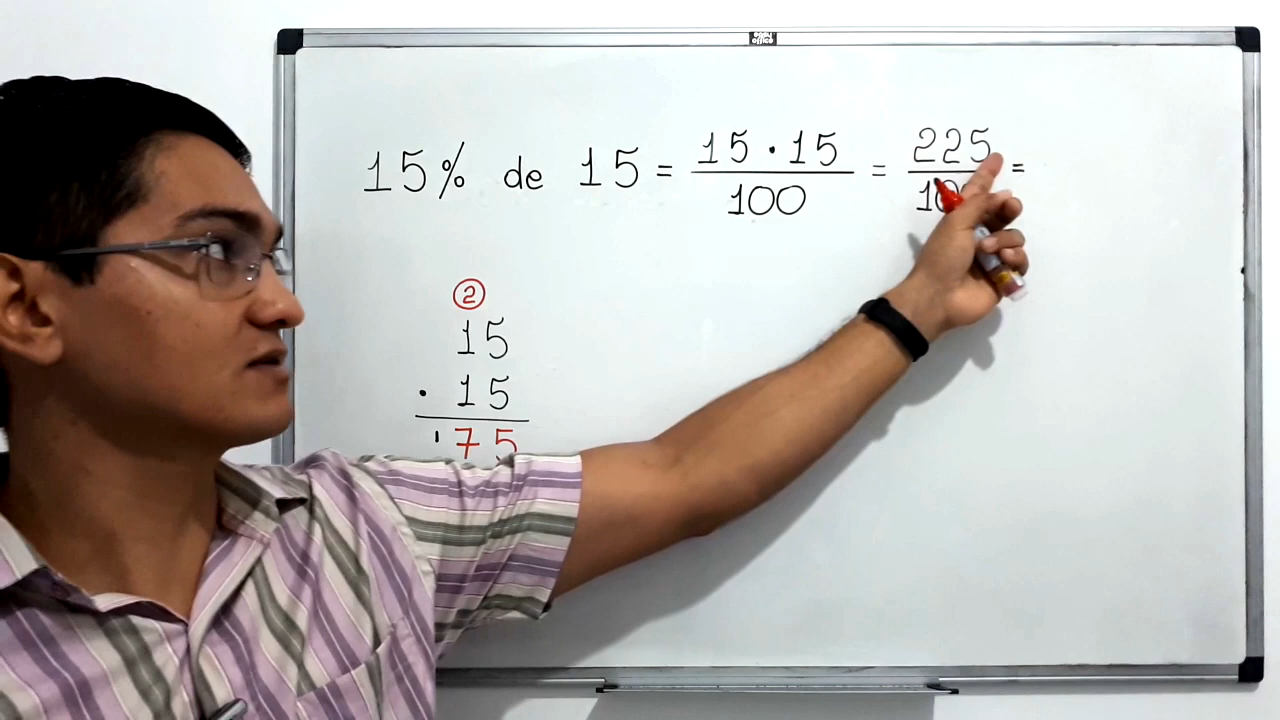 15% de 15 = 15 · 15 / 100 = 225 / 100 =
②
15
· 15
75